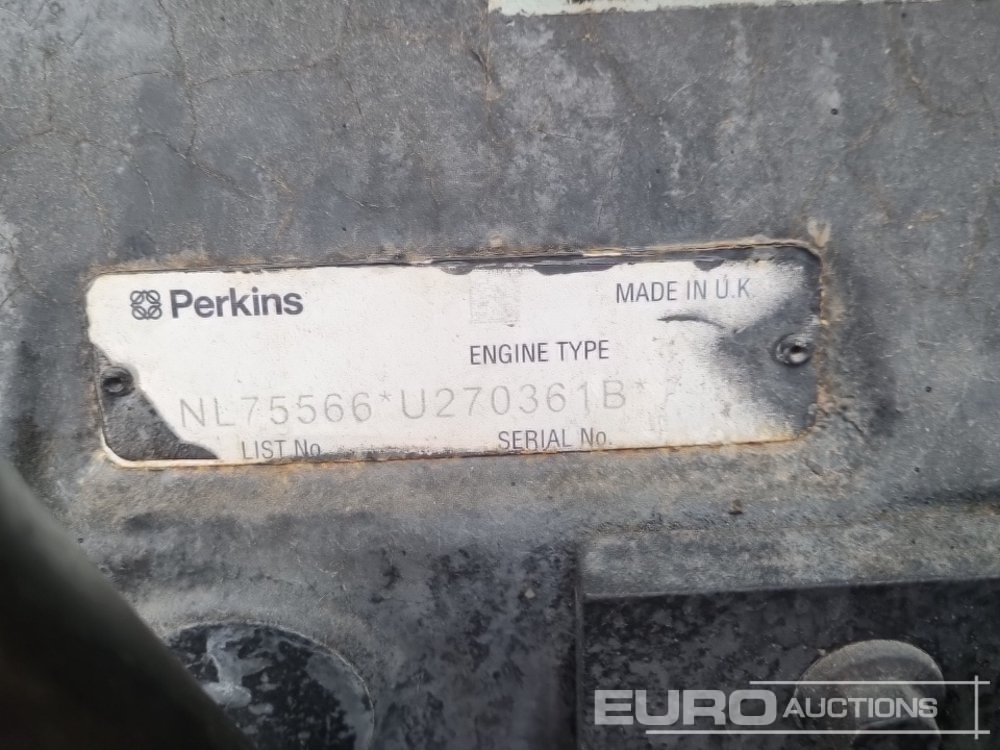 Perkins
MADE IN U.K
ENGINE TYPE
NL75566*U270361B*
LIST No
SERIAL No.
EURO AUCTIONS